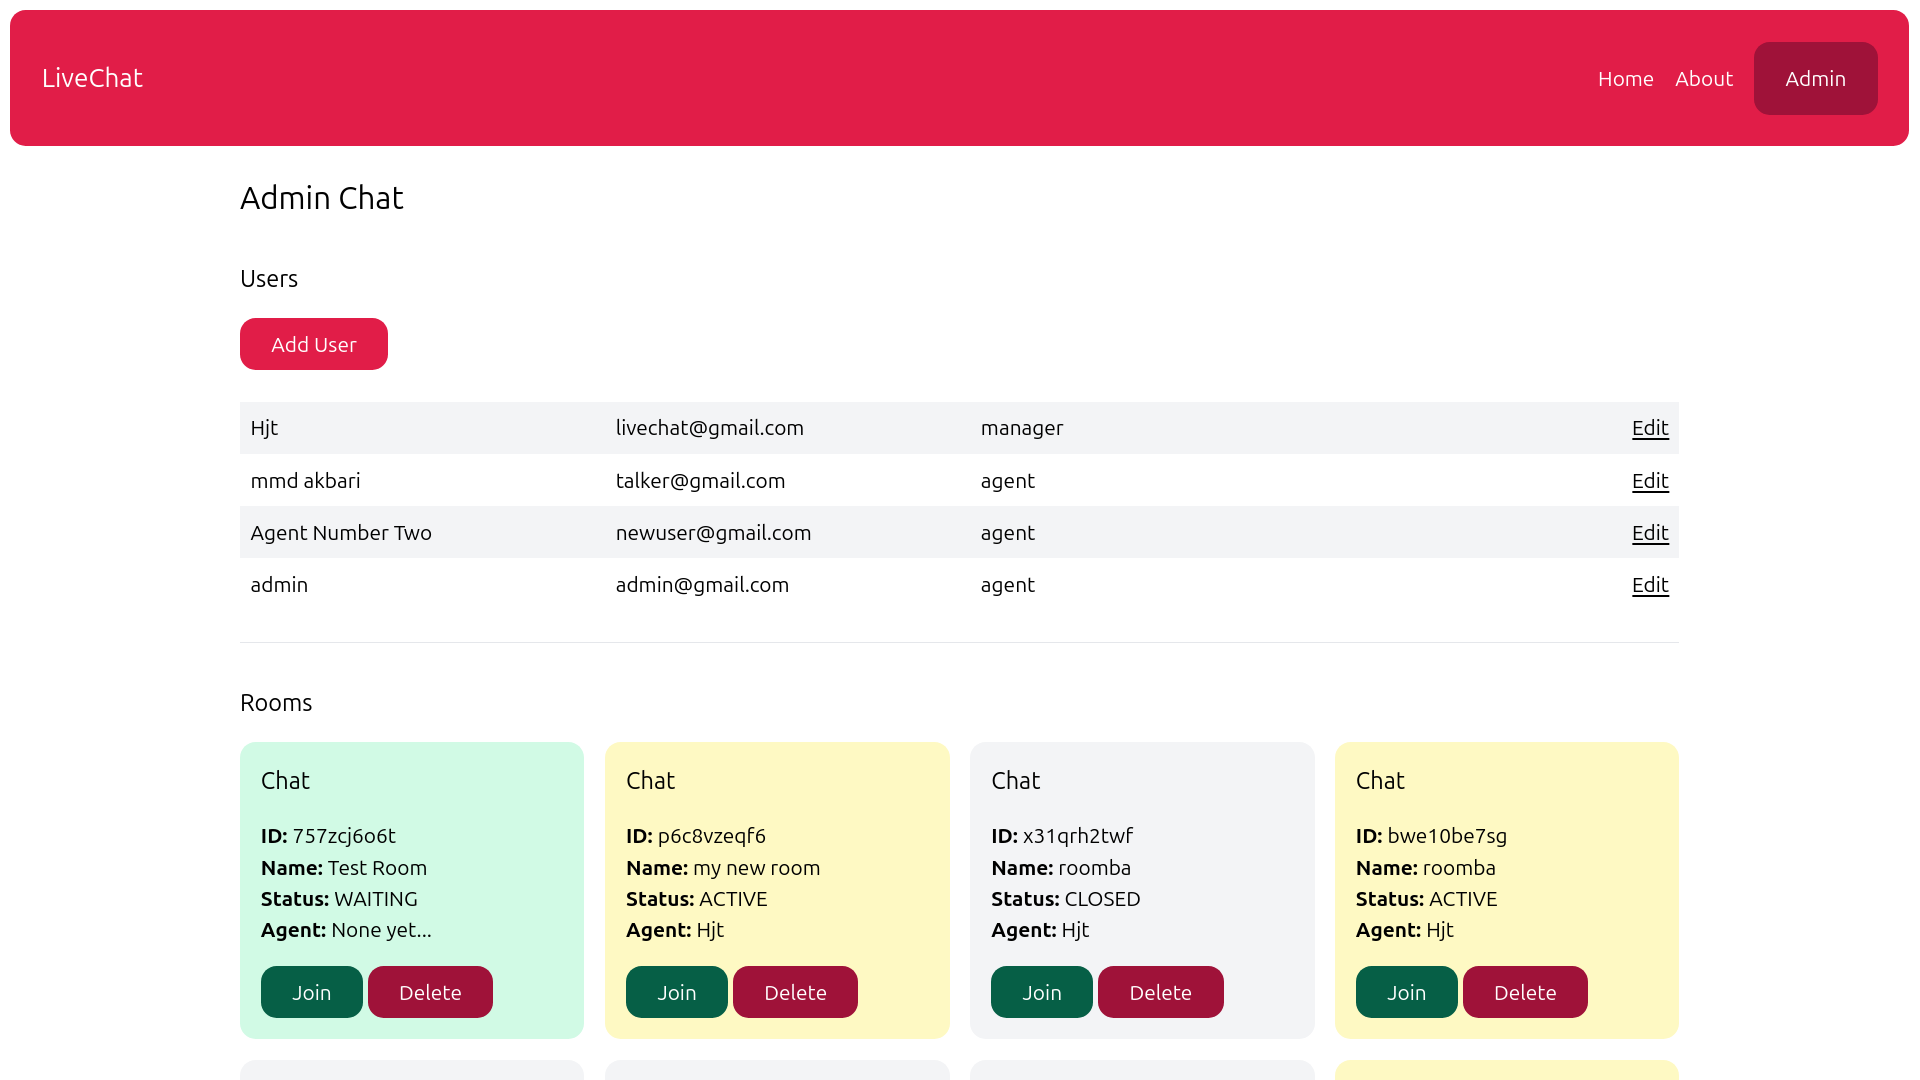 LiveChat
Home About Admin
Admin Chat
Users
Add User
Hjt livechat@gmail.com manager Edit
mmd akbari talker@gmail.com agent Edit
Agent Number Two newuser@gmail.com agent Edit
admin admin@gmail.com agent Edit
Rooms
Chat
ID: 757zcj6o6t
Name: Test Room
Status: WAITING
Agent: None yet...
Join Delete
Chat
ID: p6c8vzeqf6
Name: my new room
Status: ACTIVE
Agent: Hjt
Join Delete
Chat
ID: x31qrh2twf
Name: roomba
Status: CLOSED
Agent: Hjt
Join Delete
Chat
ID: bwe10be7sg
Name: roomba
Status: ACTIVE
Agent: Hjt
Join Delete